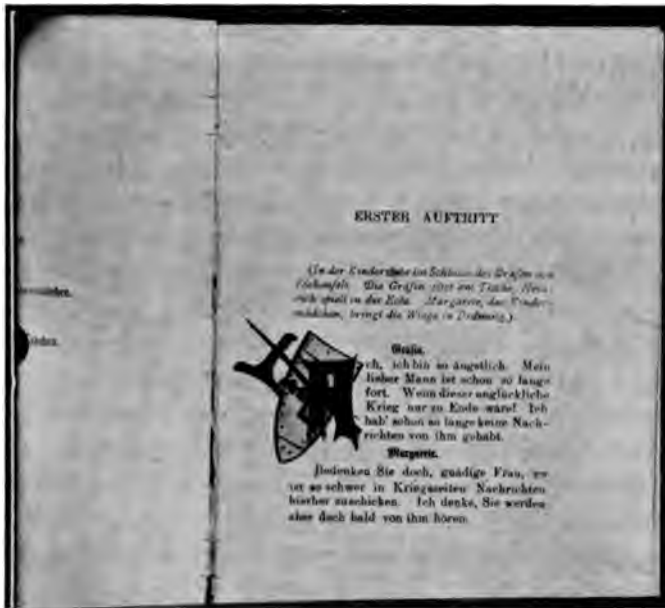 ERSTER AUFTRITT
(In der Kinderstube im Schlosse des Grafen von
Eichenfels. Die Gräfin sitzt am Tische, Hein-
rich spielt in der Ecke. Margarete, das Kinder-
mädchen, bringt die Wiege in Ordnung.)
Gräfin.
Ach, ich bin so ängstlich. Mein
lieber Mann ist schon so lange
fort. Wenn dieser unglückliche
Krieg nur zu Ende wäre! Ich
hab' schon so lange keine Nach-
richten von ihm gehabt.
Margarete.
Bedenken Sie doch, gnädige Frau, es
ist so schwer in Kriegszeiten Nachrichten
hierher zuschicken. Ich denke, Sie werden
aber doch bald von ihm hören.